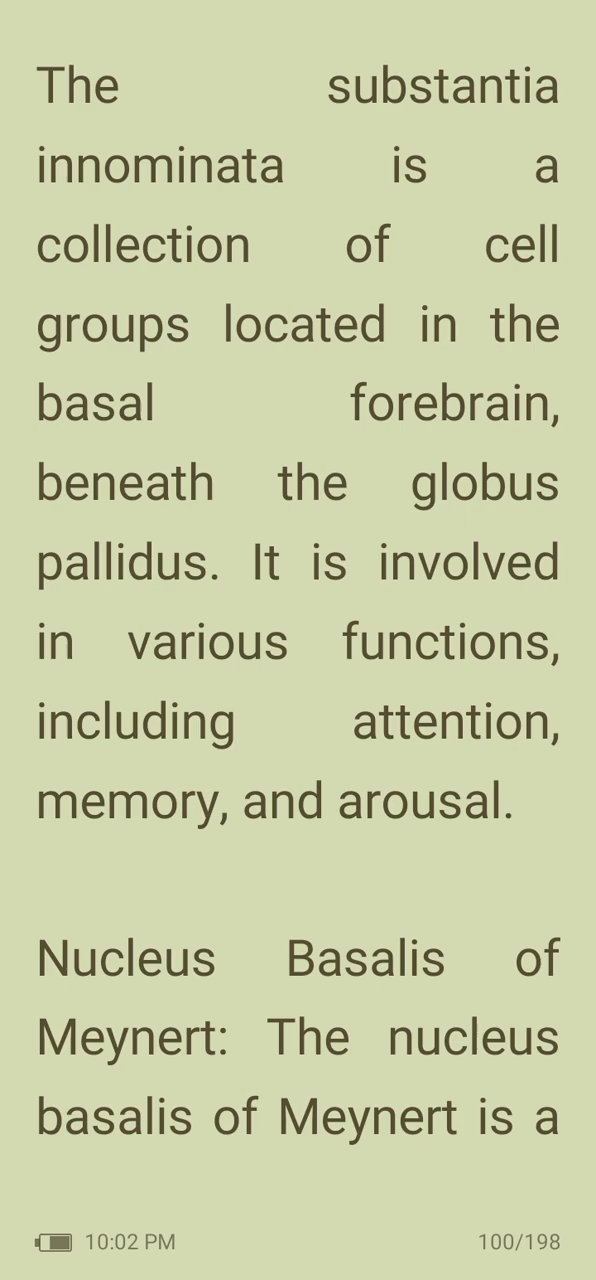 The substantia
innominata is a
collection of cell
groups located in the
basal forebrain,
beneath the globus
pallidus. It is involved
in various functions,
including attention,
memory, and arousal.
Nucleus Basalis of
Meynert: The nucleus
basalis of Meynert is a
10:02 PM 100/198